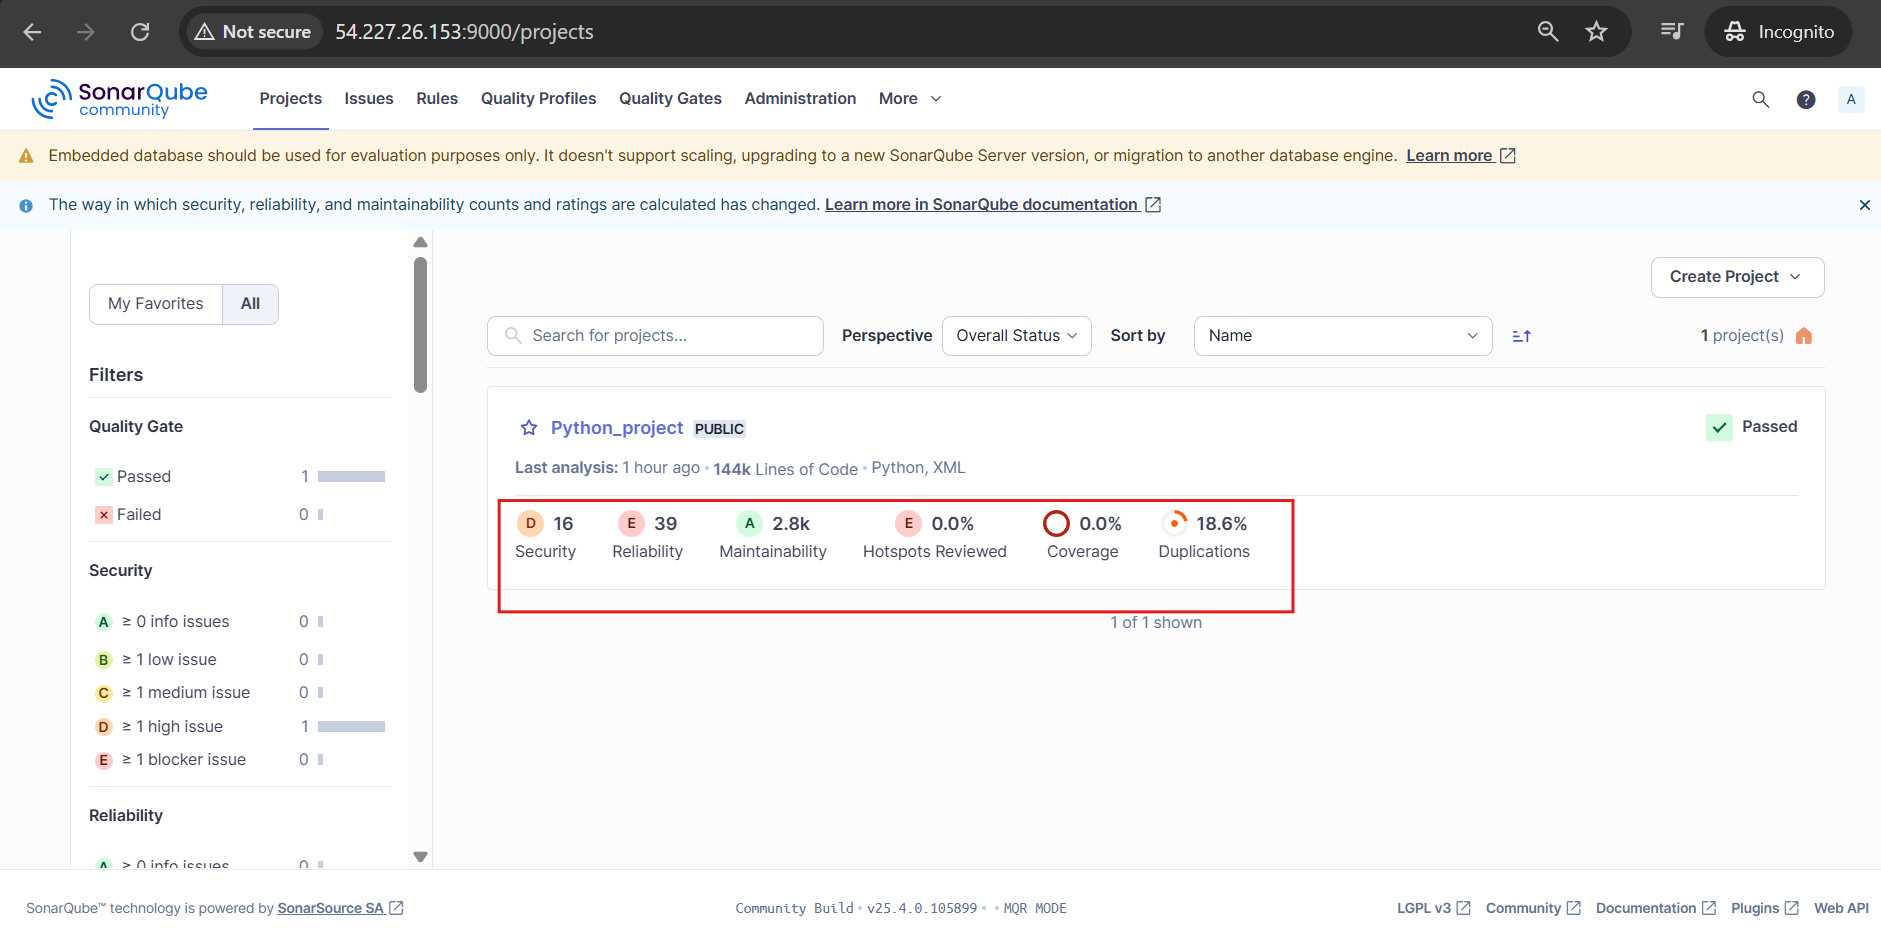 Not secure 54.227.26.153:9000/projects Incognito
SonarQube community
Projects Issues Rules Quality Profiles Quality Gates Administration More ? A
Embedded database should be used for evaluation purposes only. It doesn't support scaling, upgrading to a new SonarQube Server version, or migration to another database engine. Learn more
The way in which security, reliability, and maintainability counts and ratings are calculated has changed. Learn more in SonarQube documentation
My Favorites All
Filters
Quality Gate
Passed 1
Failed 0
Security
A ≥ 0 info issues 0
B ≥ 1 low issue 0
C ≥ 1 medium issue 0
D ≥ 1 high issue 1
E ≥ 1 blocker issue 0
Reliability
A ≥ 0 info issues 0
Create Project
Search for projects... Perspective Overall Status Sort by Name 1 project(s)
Python_project PUBLIC Passed
Last analysis: 1 hour ago • 144k Lines of Code • Python, XML
D 16 E 39 A 2.8k E 0.0% 0.0% 18.6%
Security Reliability Maintainability Hotspots Reviewed Coverage Duplications
1 of 1 shown
SonarQube™ technology is powered by SonarSource SA Community Build • v25.4.0.105899 • • MQR MODE LGPL v3 Community Documentation Plugins Web API